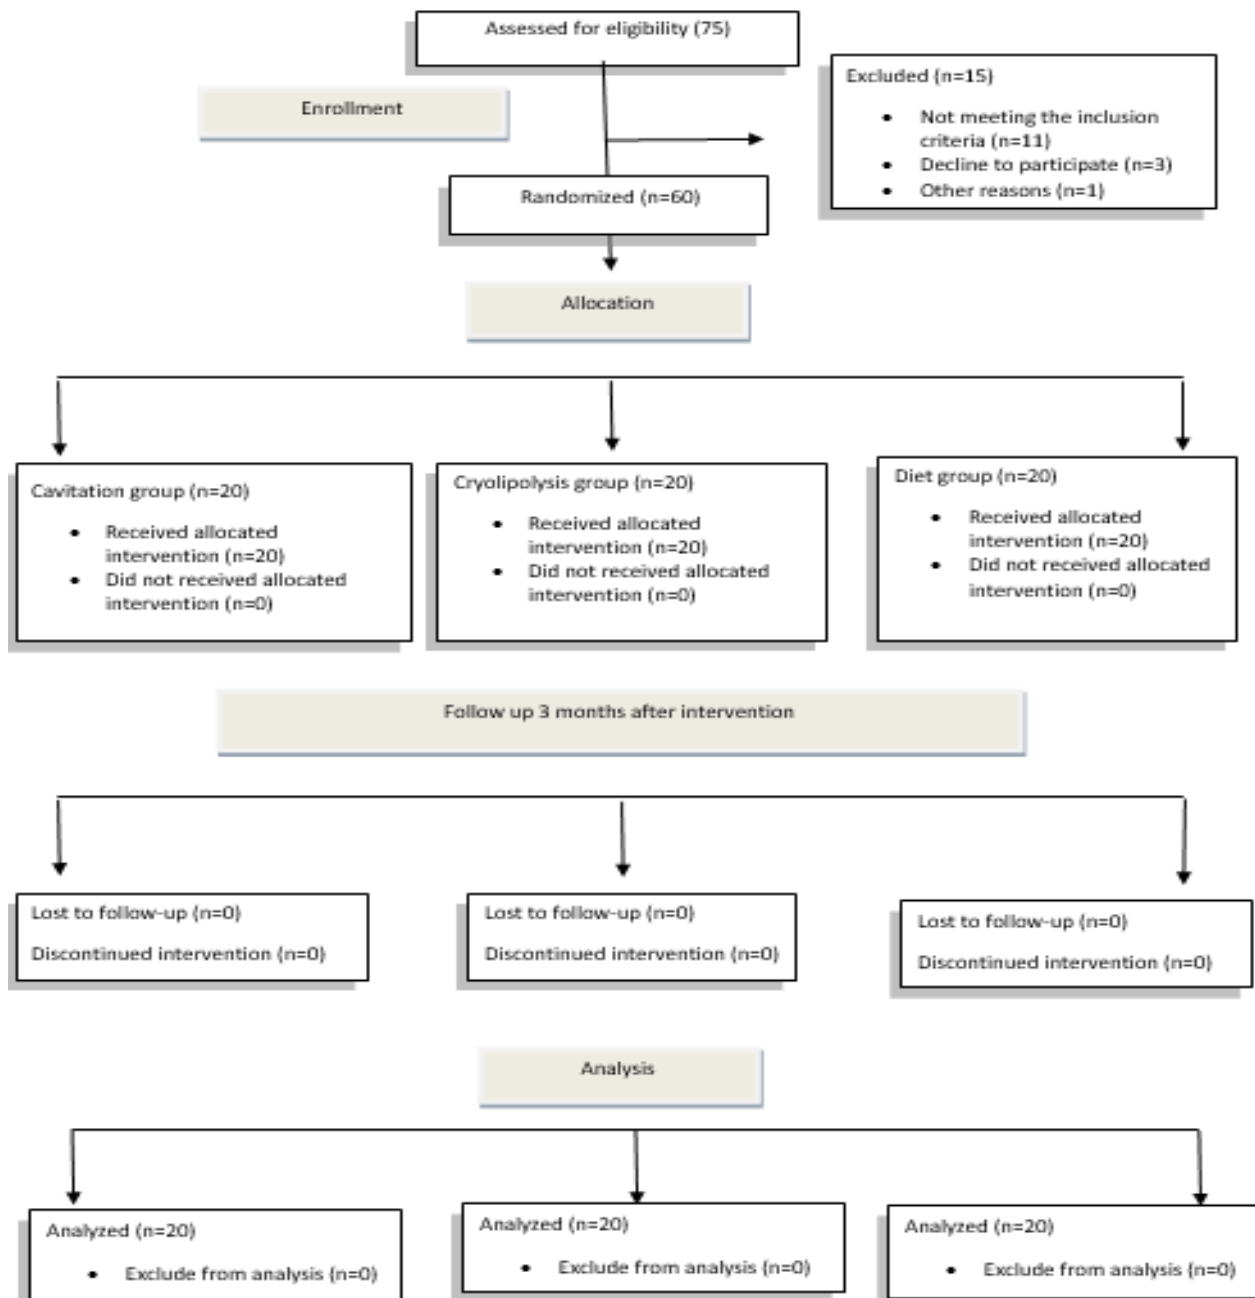 Assessed for eligibility (75)
Enrollment
Excluded (n=15)
• Not meeting the inclusion
criteria (n=11)
• Decline to participate (n=3)
• Other reasons (n=1)
Randomized (n=60)
Allocation
Cavitation group (n=20)
• Received allocated
intervention (n=20)
• Did not received allocated
intervention (n=0)
Cryolipolysis group (n=20)
• Received allocated
intervention (n=20)
• Did not received allocated
intervention (n=0)
Diet group (n=20)
• Received allocated
intervention (n=20)
• Did not received allocated
intervention (n=0)
Follow up 3 months after intervention
Lost to follow-up (n=0)
Discontinued intervention (n=0)
Lost to follow-up (n=0)
Discontinued intervention (n=0)
Lost to follow-up (n=0)
Discontinued intervention (n=0)
Analysis
Analyzed (n=20)
• Exclude from analysis (n=0)
Analyzed (n=20)
• Exclude from analysis (n=0)
Analyzed (n=20)
• Exclude from analysis (n=0)